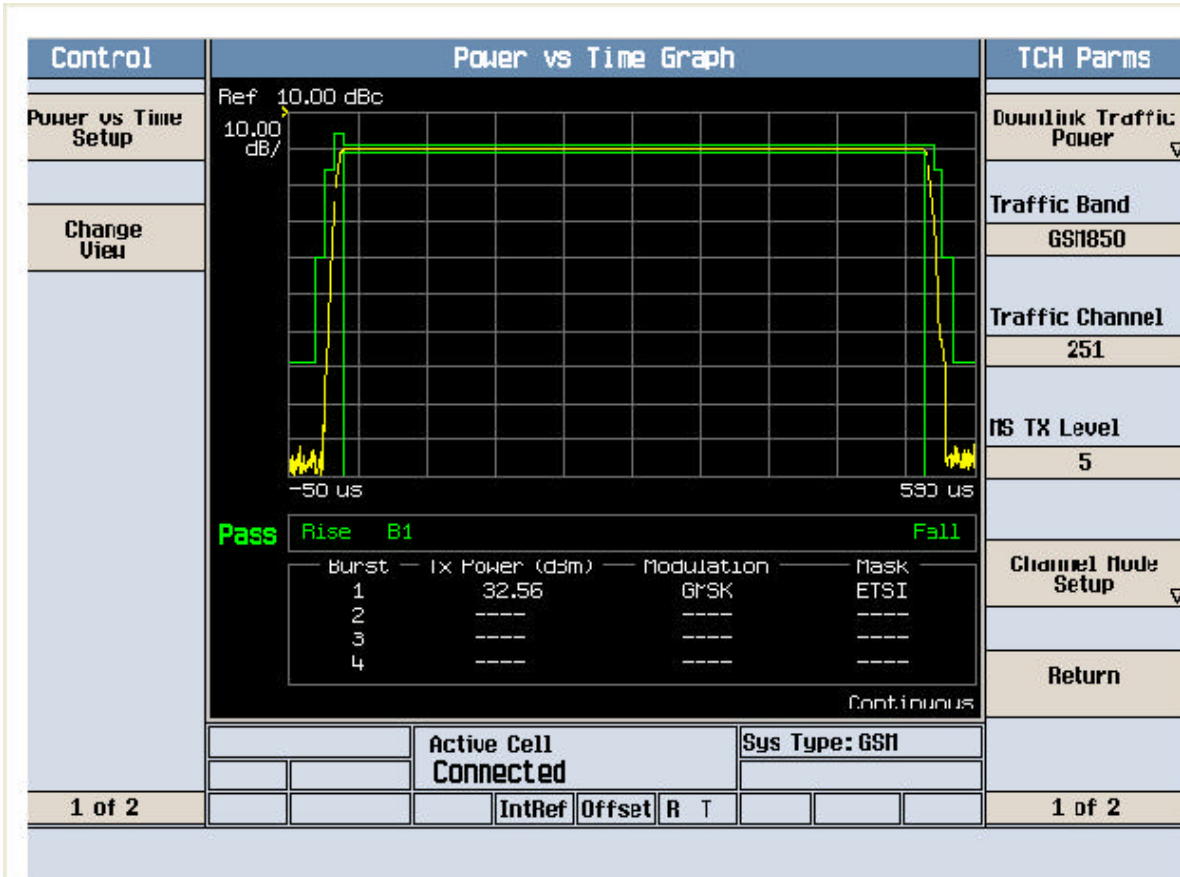 Control
Power vs Time Graph
TCH Parms
Power vs Time
Setup
Change
View
1 of 2
Ref 10.00 dBc
10.00
dB/
-50 us
590 us
Pass
Rise B1 Fall
Burst Tx Power (dBm) Modulation Mask
1 32.56 GMSK ETSI
2 ---- ---- ----
3 ---- ---- ----
4 ---- ---- ----
Continuous
Active Cell
Connected
Sys Type: GSM
IntRef Offset R T
Downlink Traffic
Power
Traffic Band
GSM850
Traffic Channel
251
MS TX Level
5
Channel Mode
Setup
Return
1 of 2